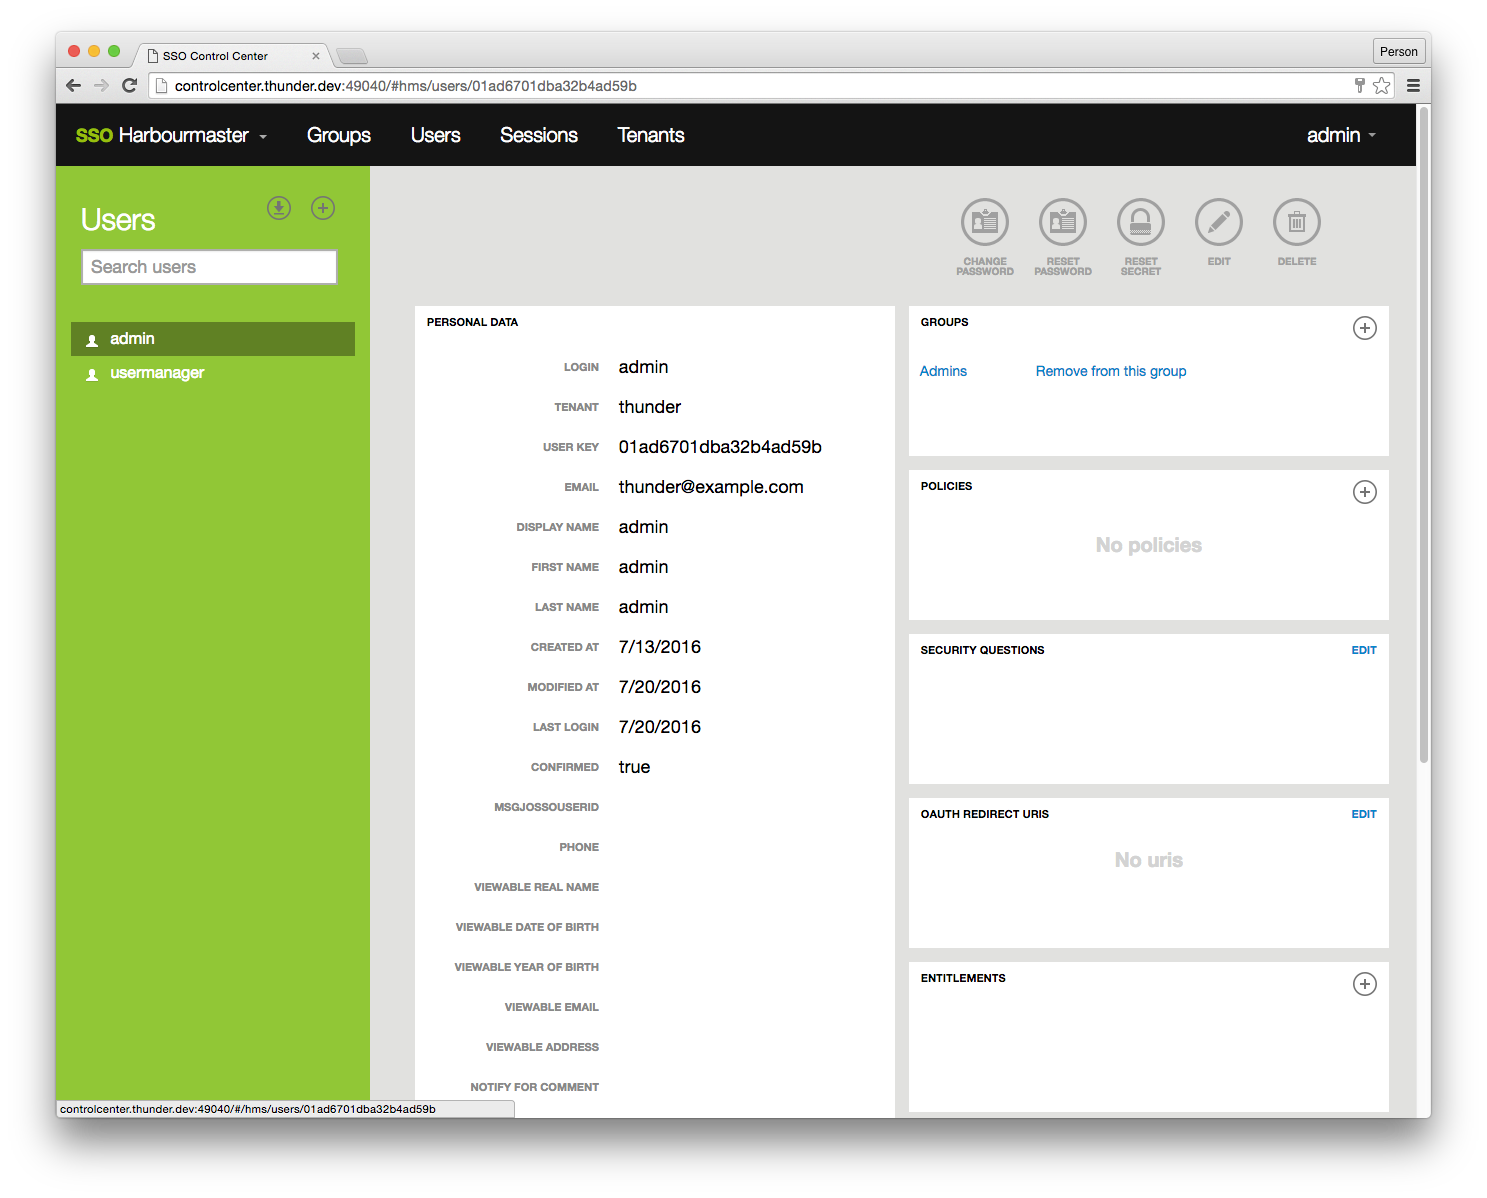 SSO Control Center
Person
controlcenter.thunder.dev:49040/#hms/users/01ad6701dba32b4ad59b
SSO Harbourmaster Groups Users Sessions Tenants admin
Users
Search users
admin
usermanager
CHANGE PASSWORD
RESET PASSWORD
RESET SECRET
EDIT
DELETE
PERSONAL DATA
LOGIN admin
TENANT thunder
USER KEY 01ad6701dba32b4ad59b
EMAIL thunder@example.com
DISPLAY NAME admin
FIRST NAME admin
LAST NAME admin
CREATED AT 7/13/2016
MODIFIED AT 7/20/2016
LAST LOGIN 7/20/2016
CONFIRMED true
MSGJOSSOUSERID
PHONE
VIEWABLE REAL NAME
VIEWABLE DATE OF BIRTH
VIEWABLE YEAR OF BIRTH
VIEWABLE EMAIL
VIEWABLE ADDRESS
NOTIFY FOR COMMENT
GROUPS
Admins Remove from this group
POLICIES
No policies
SECURITY QUESTIONS EDIT
OAUTH REDIRECT URIS EDIT
No uris
ENTITLEMENTS
controlcenter.thunder.dev:49040/#/hms/users/01ad6701dba32b4ad59b